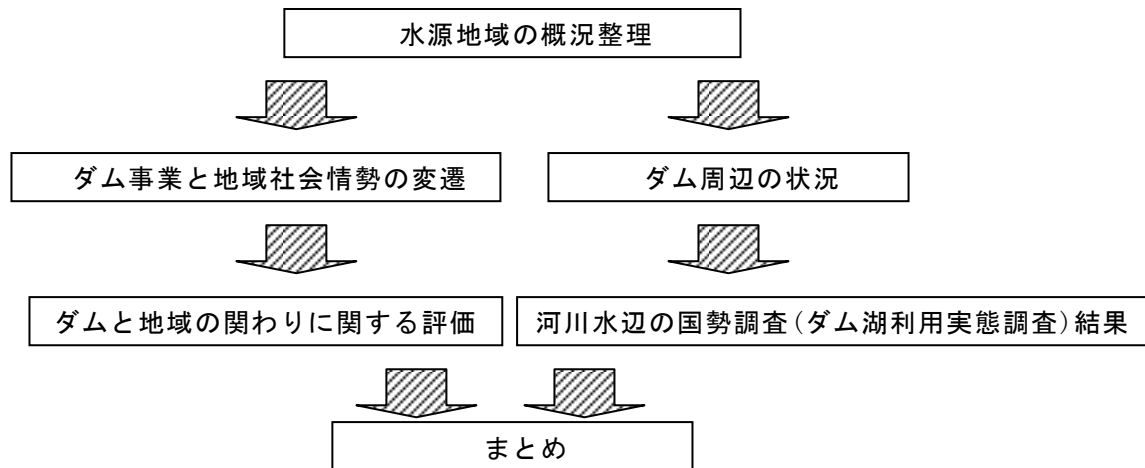 水源地域の概況整理
ダム事業と地域社会情勢の変遷
ダム周辺の状況
ダムと地域の関わりに関する評価
河川水辺の国勢調査(ダム湖利用実態調査)結果
まとめ